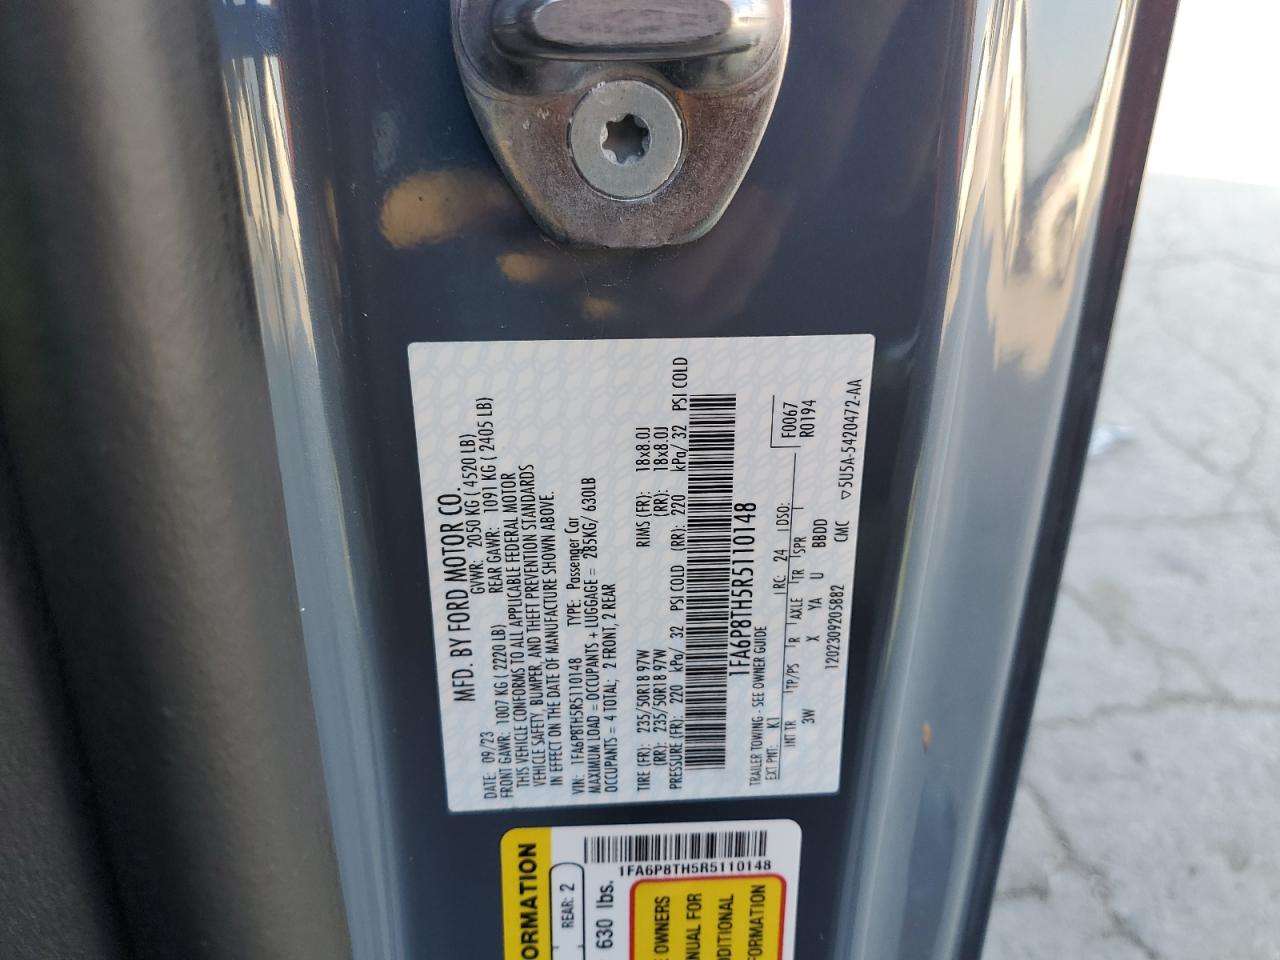 MFD. BY FORD MOTOR CO.
DATE: 09/23 GVWR: 2050 KG ( 4520 LB)
FRONT GAWR: 1007 KG ( 2220 LB) REAR GAWR: 1091 KG ( 2405 LB)
THIS VEHICLE CONFORMS TO ALL APPLICABLE FEDERAL MOTOR
VEHICLE SAFETY, BUMPER, AND THEFT PREVENTION STANDARDS
IN EFFECT ON THE DATE OF MANUFACTURE SHOWN ABOVE.
VIN: 1FA6P8TH5R5110148 TYPE: Passenger Car
MAXIMUM LOAD = OCCUPANTS + LUGGAGE = 285KG/ 630LB
OCCUPANTS = 4 TOTAL; 2 FRONT, 2 REAR
TIRE (FR): 235/50R18 97W RIMS (FR): 18x8.0J
(RR): 235/50R18 97W (RR): 18x8.0J
PRESSURE (FR): 220 kPa/ 32 PSI COLD (RR): 220 kPa/ 32 PSI COLD
1FA6P8TH5R5110148
TRAILER TOWING - SEE OWNER GUIDE
F0067
R0194
EXT PNT: K1 RC: 24 DSO:
INT TR TP/PS R AXLE TR SPR
3W X YA U BBDD
1202309205882 CMC ▽5U5A-5420472-AA
ORMATION
REAR: 2
630 lbs.
1FA6P8TH5R5110148
OWNERS
NUAL FOR
DDITIONAL
FORMATION